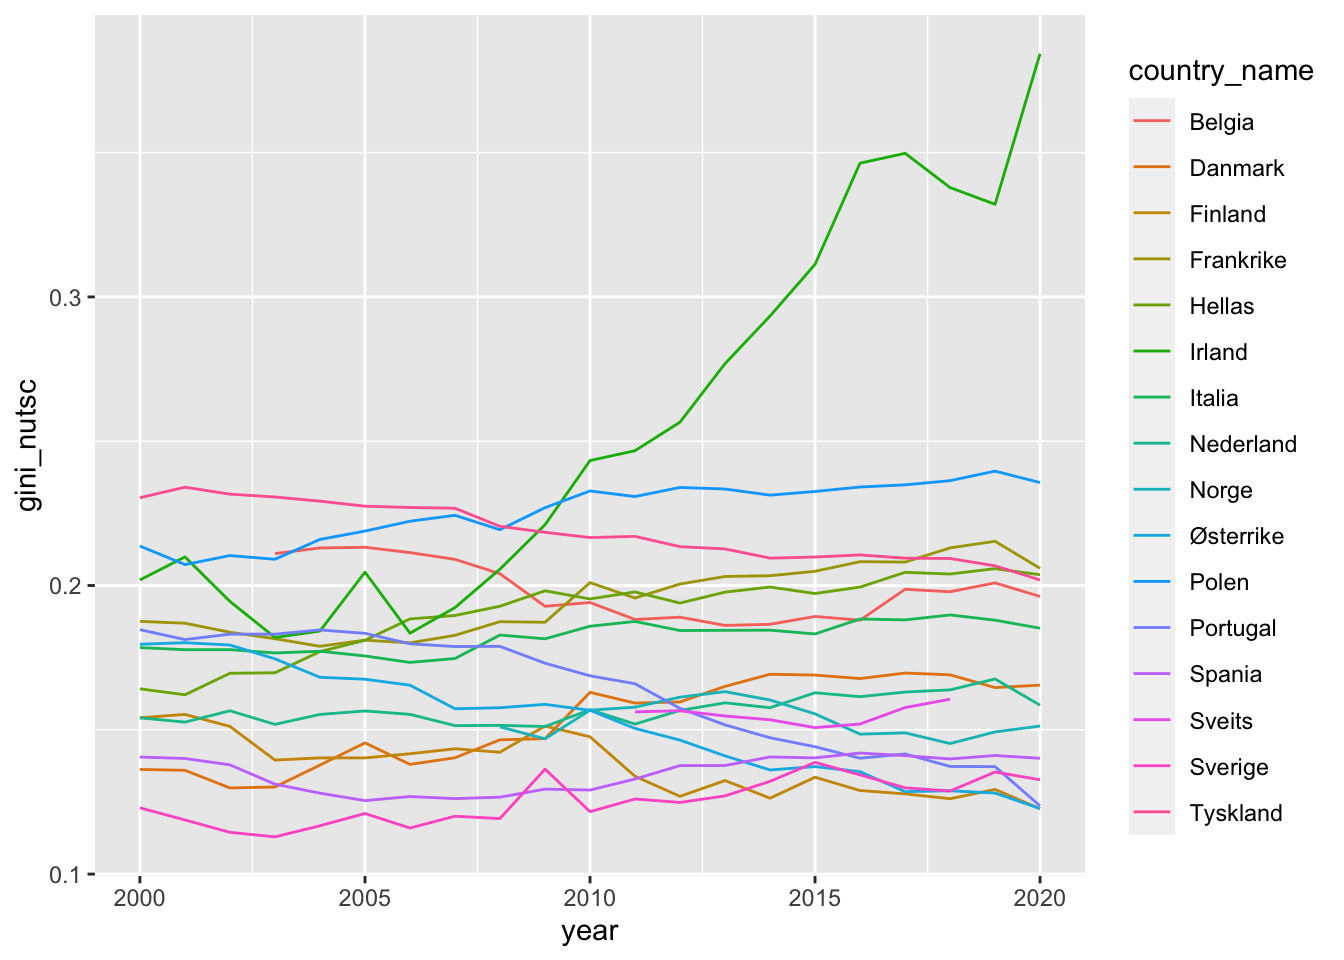 country_name
Belgia
Danmark
Finland
Frankrike
Hellas
Irland
Italia
Nederland
Norge
Østerrike
Polen
Portugal
Spania
Sveits
Sverige
Tyskland
gini_nutsc
0.3
0.2
0.1
2000 2005 2010 2015 2020
year